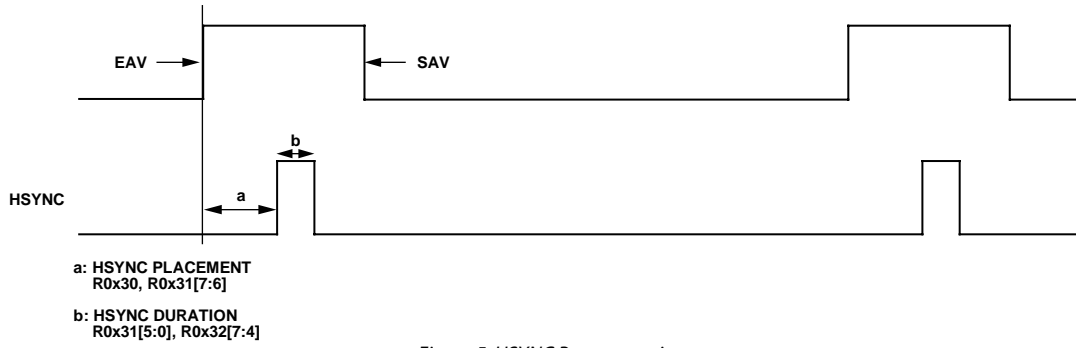 EAV
SAV
b
a
HSYNC
a: HSYNC PLACEMENT
R0x30, R0x31[7:6]
b: HSYNC DURATION
R0x31[5:0], R0x32[7:4]